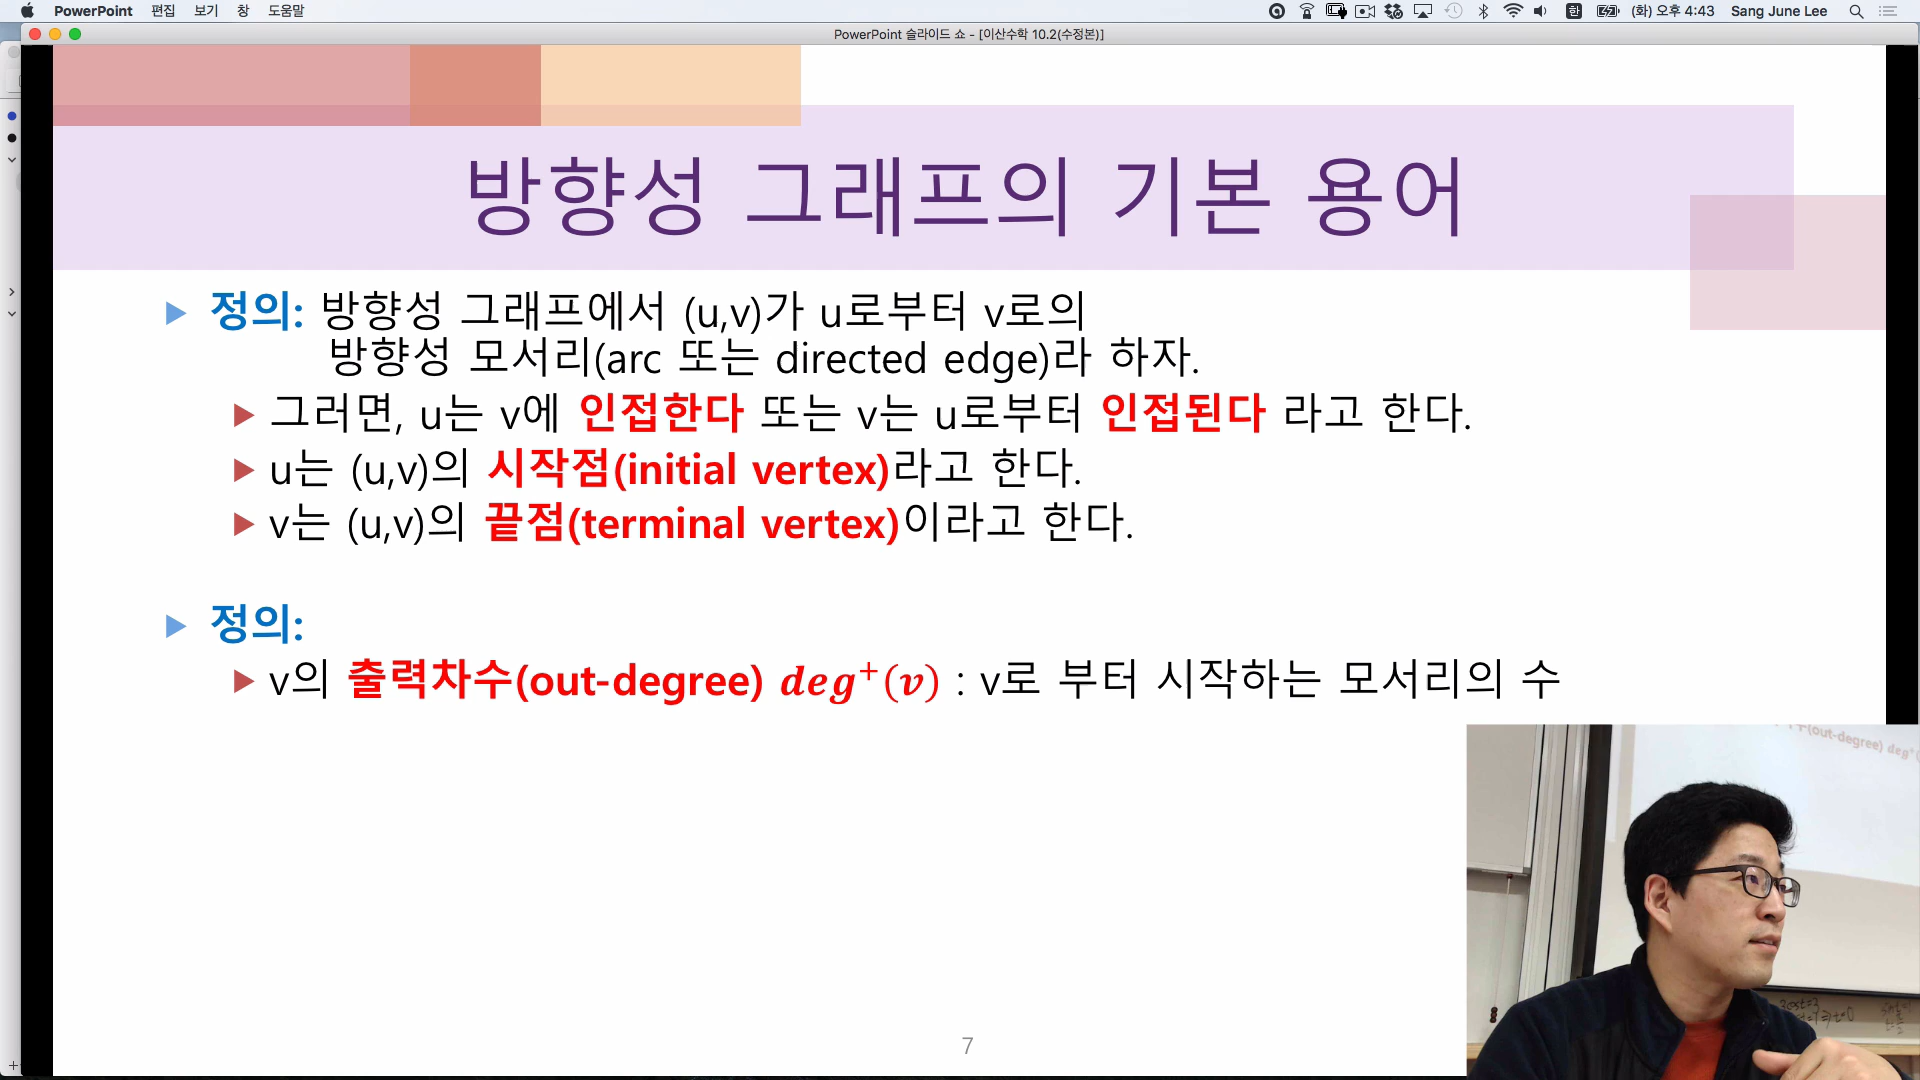 PowerPoint 편집 보기 창 도움말
(화) 오후 4:43 Sang June Lee
PowerPoint 슬라이드 쇼 - [이산수학 10.2(수정본)]
방향성 그래프의 기본 용어
정의: 방향성 그래프에서 (u,v)가 u로부터 v로의
방향성 모서리(arc 또는 directed edge)라 하자.
그러면, u는 v에 인접한다 또는 v는 u로부터 인접된다 라고 한다.
u는 (u,v)의 시작점(initial vertex)라고 한다.
v는 (u,v)의 끝점(terminal vertex)이라고 한다.
정의:
v의 출력차수(out-degree) deg⁺(v) : v로 부터 시작하는 모서리의 수
(out-degree) deg⁺(
7